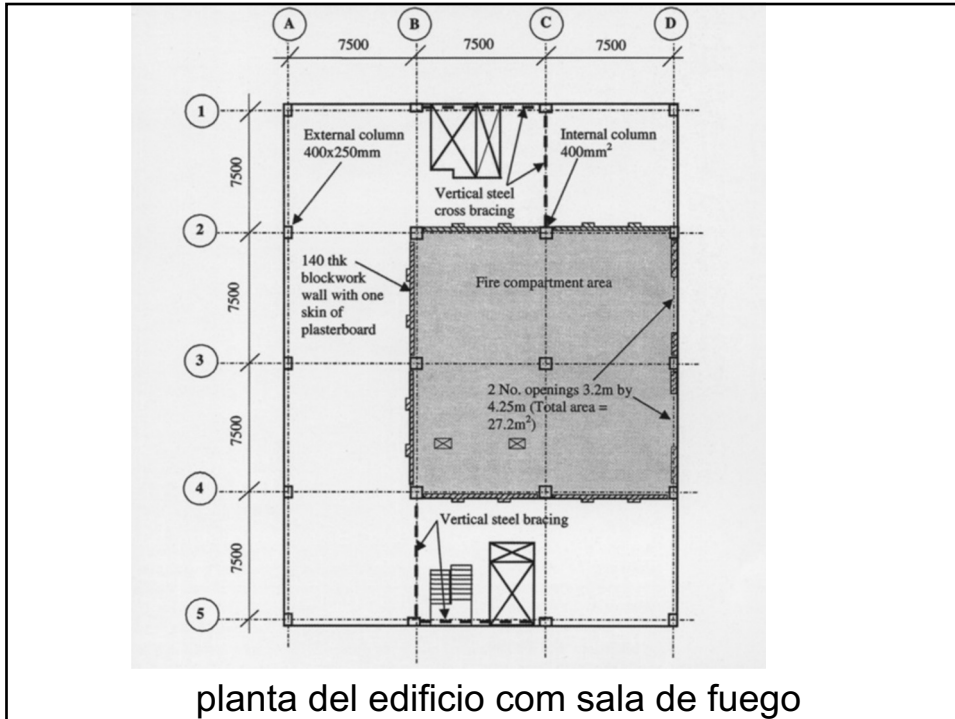 A B C D
7500 7500 7500
1
External column
400x250mm
Internal column
400mm²
7500
Vertical steel
cross bracing
2
140 thk
blockwork
wall with one
skin of
plasterboard
Fire compartment area
7500
3
2 No. openings 3.2m by
4.25m (Total area =
27.2m²)
7500
4
Vertical steel bracing
7500
5
planta del edificio com sala de fuego